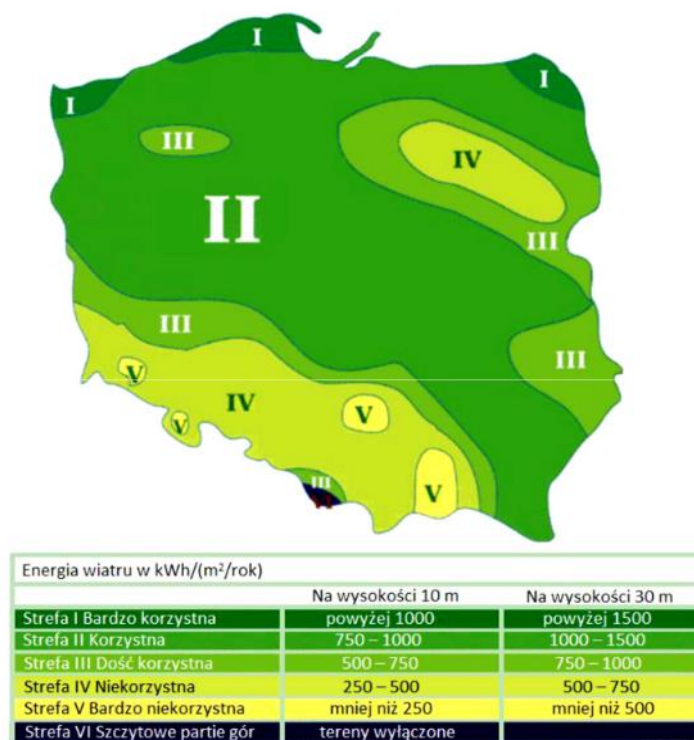 I
I
I
III
IV
II
III
III
III
V
IV
V
V
III
V
VI
Energia wiatru w kWh/(m²/rok)
Na wysokości 10 m Na wysokości 30 m
Strefa I Bardzo korzystna powyżej 1000 powyżej 1500
Strefa II Korzystna 750 – 1000 1000 – 1500
Strefa III Dość korzystna 500 – 750 750 – 1000
Strefa IV Niekorzystna 250 – 500 500 – 750
Strefa V Bardzo niekorzystna mniej niż 250 mniej niż 500
Strefa VI Szczytowe partie gór tereny wyłączone